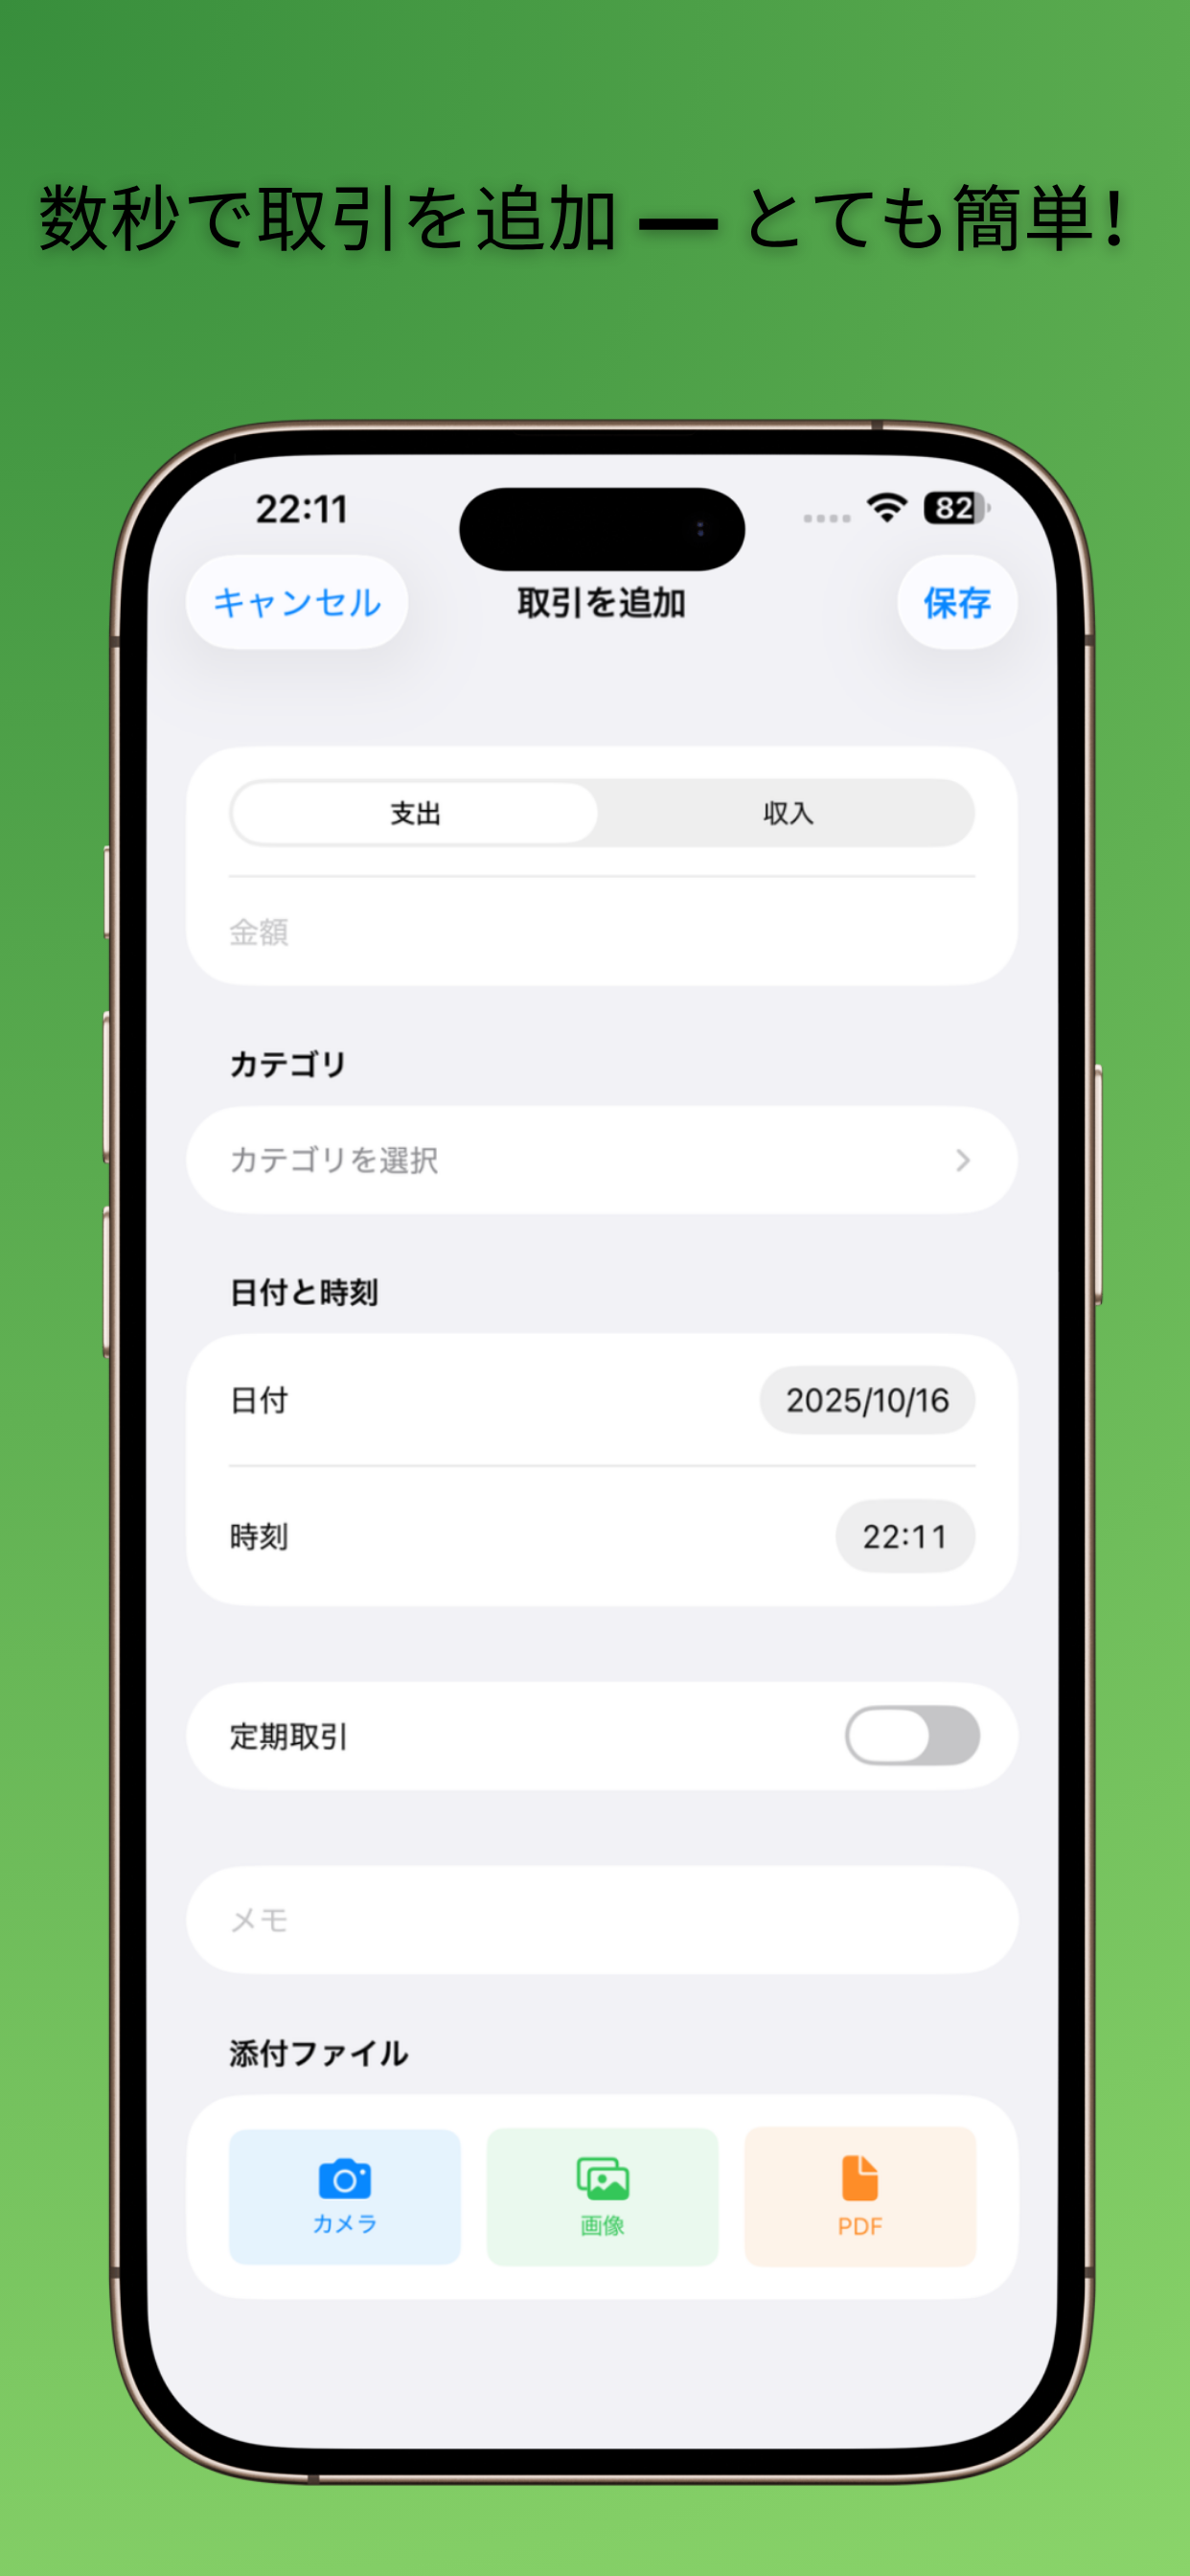 数秒で取引を追加 — とても簡単!
22:11
82
キャンセル
取引を追加
保存
支出
収入
金額
カテゴリ
カテゴリを選択
日付と時刻
日付
2025/10/16
時刻
22:11
定期取引
メモ
添付ファイル
カメラ
画像
PDF